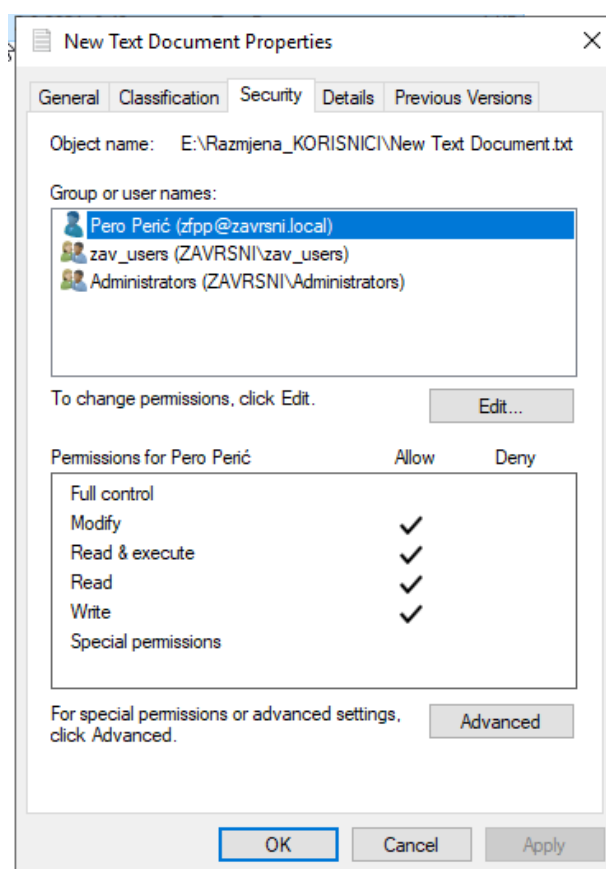 New Text Document Properties
General Classification Security Details Previous Versions
Object name: E:\Razmjena_KORISNICI\New Text Document.txt
Group or user names:
Pero Perić (zfpp@zavrsni.local)
zav_users (ZAVRSNI\zav_users)
Administrators (ZAVRSNI\Administrators)
To change permissions, click Edit.
Edit...
Permissions for Pero Perić Allow Deny
Full control
Modify
Read & execute
Read
Write
Special permissions
For special permissions or advanced settings,
click Advanced.
Advanced
OK Cancel Apply